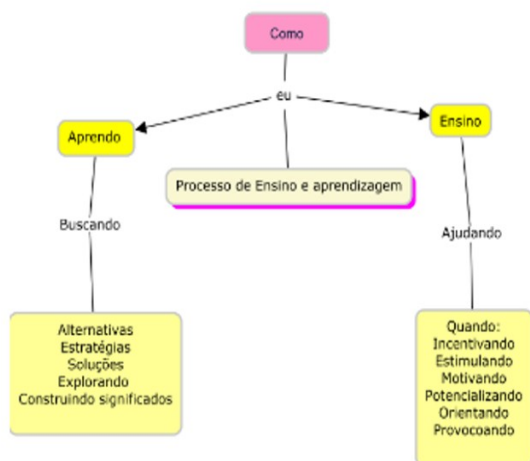 Como
eu
Aprendo
Ensino
Processo de Ensino e aprendizagem
Buscando
Ajudando
Alternativas
Estratégias
Soluções
Explorando
Construindo significados
Quando:
Incentivando
Estimulando
Motivando
Potencializando
Orientando
Provocoando